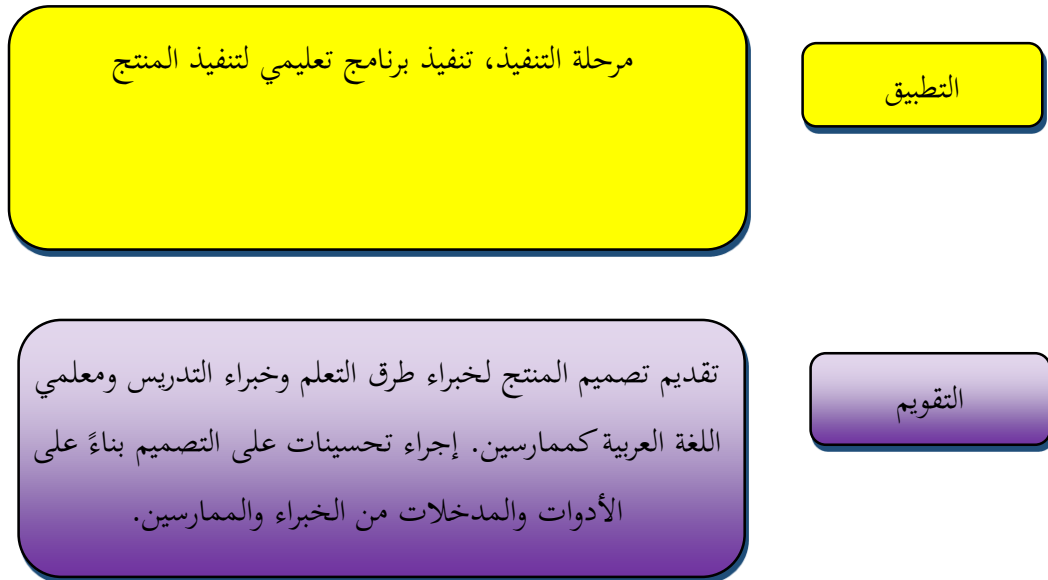 التطبيق
مرحلة التنفيذ، تنفيذ برنامج تعليمي لتنفيذ المنتج
التقويم
تقديم تصميم المنتج لخبراء طرق التعلم وخبراء التدريس ومعلمي
اللغة العربية كممارسين. إجراء تحسينات على التصميم بناءً على
الأدوات والمدخلات من الخبراء والممارسين.